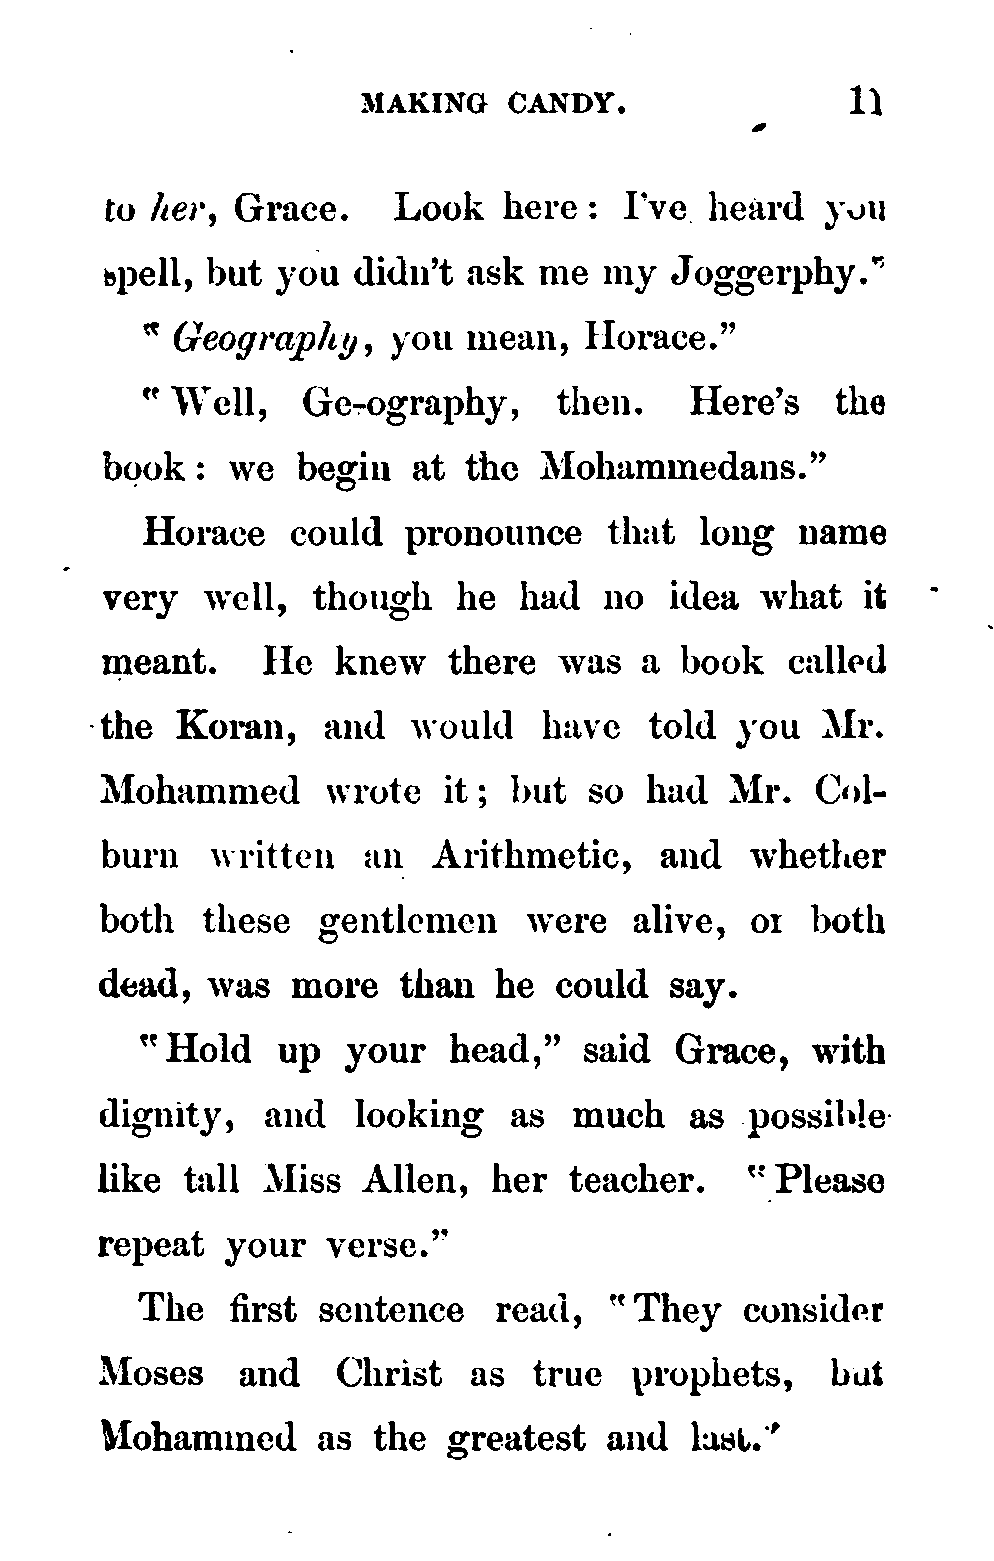 MAKING CANDY. 11
to her, Grace. Look here: I've heard you
spell, but you didn't ask me my Joggerphy."
"Geography, you mean, Horace."
"Well, Ge-ography, then. Here's the
book: we begin at the Mohammedans."
Horace could pronounce that long name
very well, though he had no idea what it
meant. He knew there was a book called
the Koran, and would have told you Mr.
Mohammed wrote it; but so had Mr. Col-
burn written an Arithmetic, and whether
both these gentlemen were alive, or both
dead, was more than he could say.
"Hold up your head," said Grace, with
dignity, and looking as much as possible
like tall Miss Allen, her teacher. "Please
repeat your verse."
The first sentence read, "They consider
Moses and Christ as true prophets, but
Mohammed as the greatest and last."